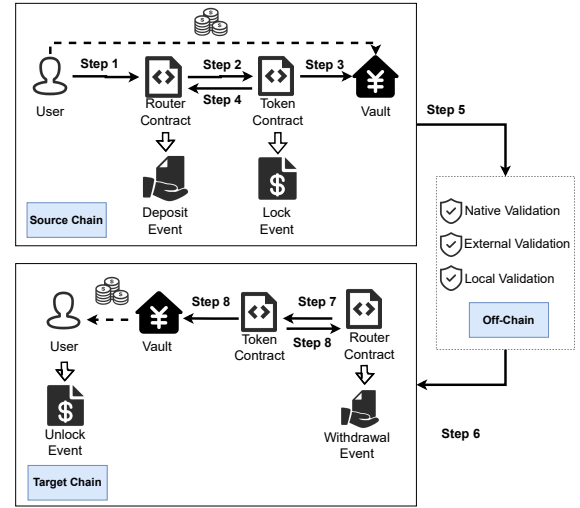 Step 1
Step 2
Step 3
Step 4
User
Router
Contract
Token
Contract
Vault
Step 5
Deposit
Event
Lock
Event
Source Chain
Native Validation
External Validation
Local Validation
Off-Chain
Step 8
Step 7
Step 8
User
Vault
Token
Contract
Router
Contract
Unlock
Event
Withdrawal
Event
Step 6
Target Chain